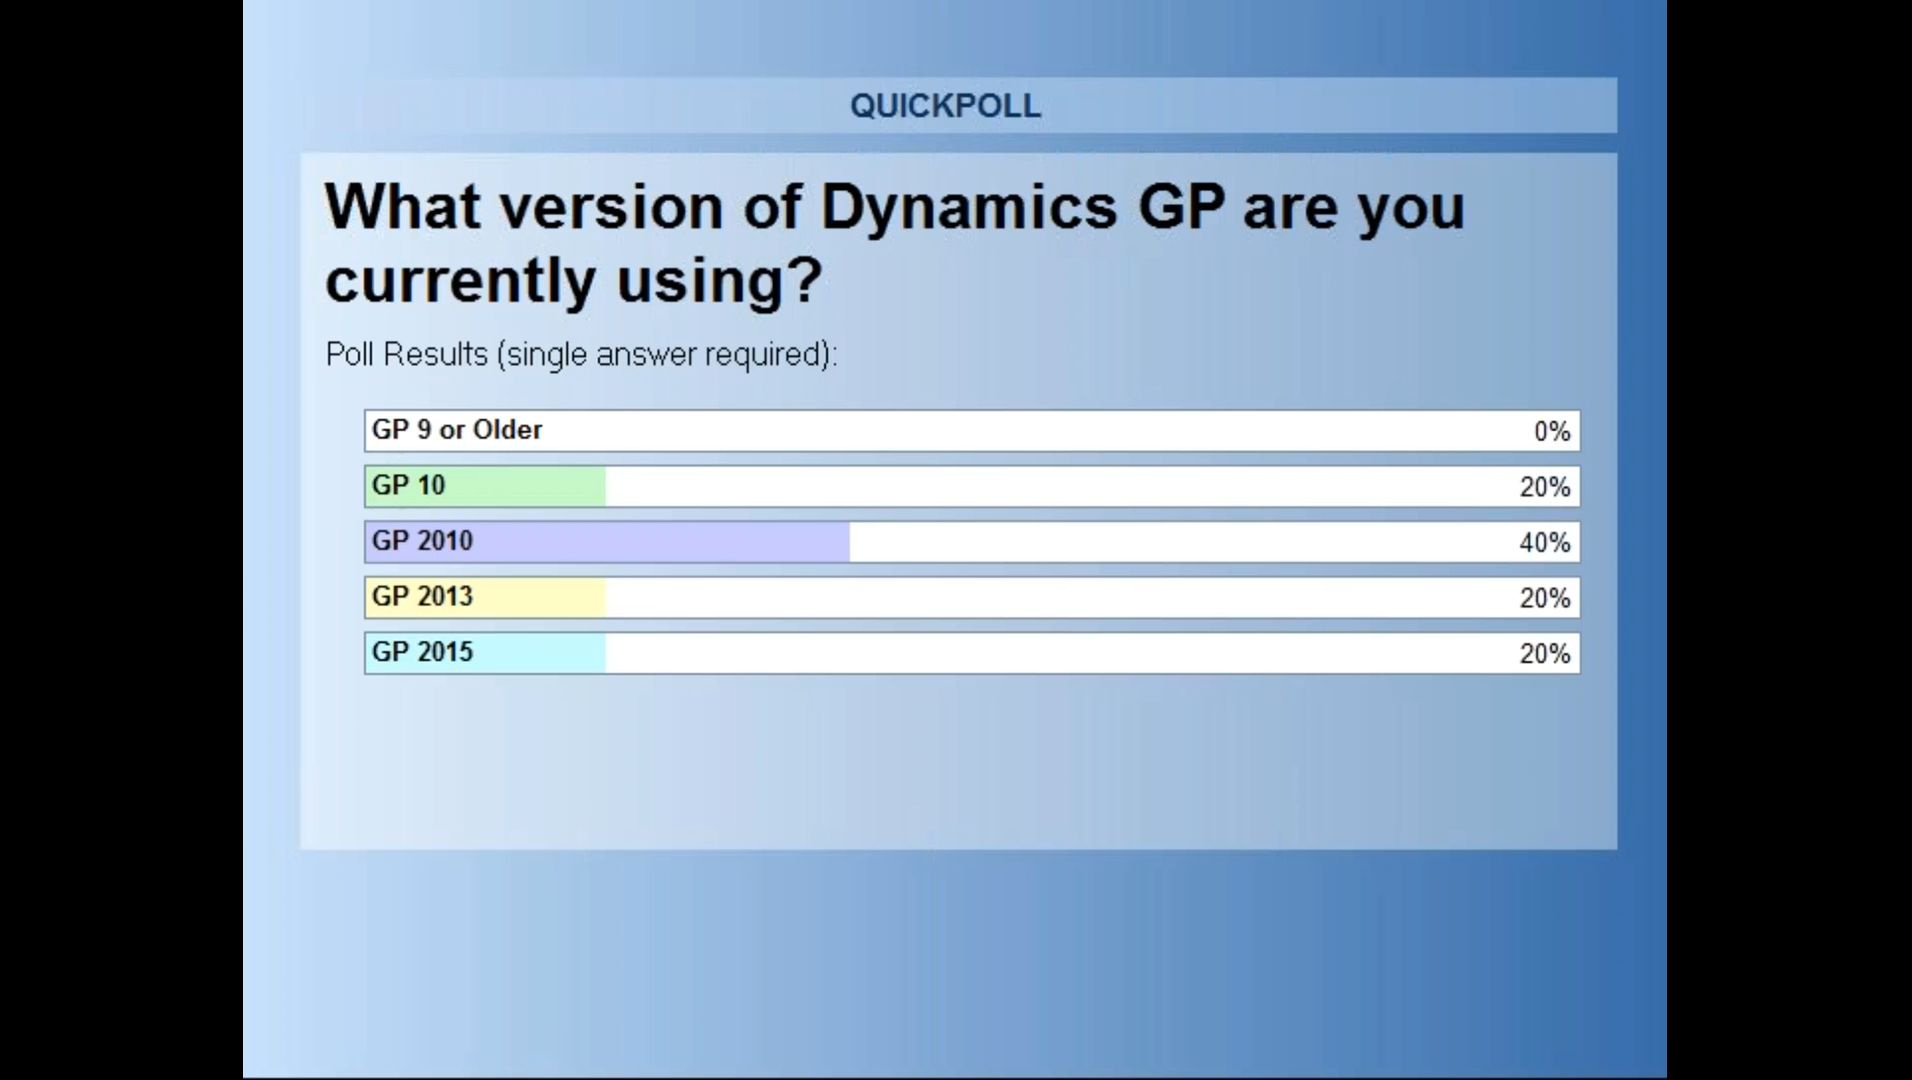 QUICKPOLL
What version of Dynamics GP are you
currently using?
Poll Results (single answer required):
GP 9 or Older 0%
GP 10 20%
GP 2010 40%
GP 2013 20%
GP 2015 20%